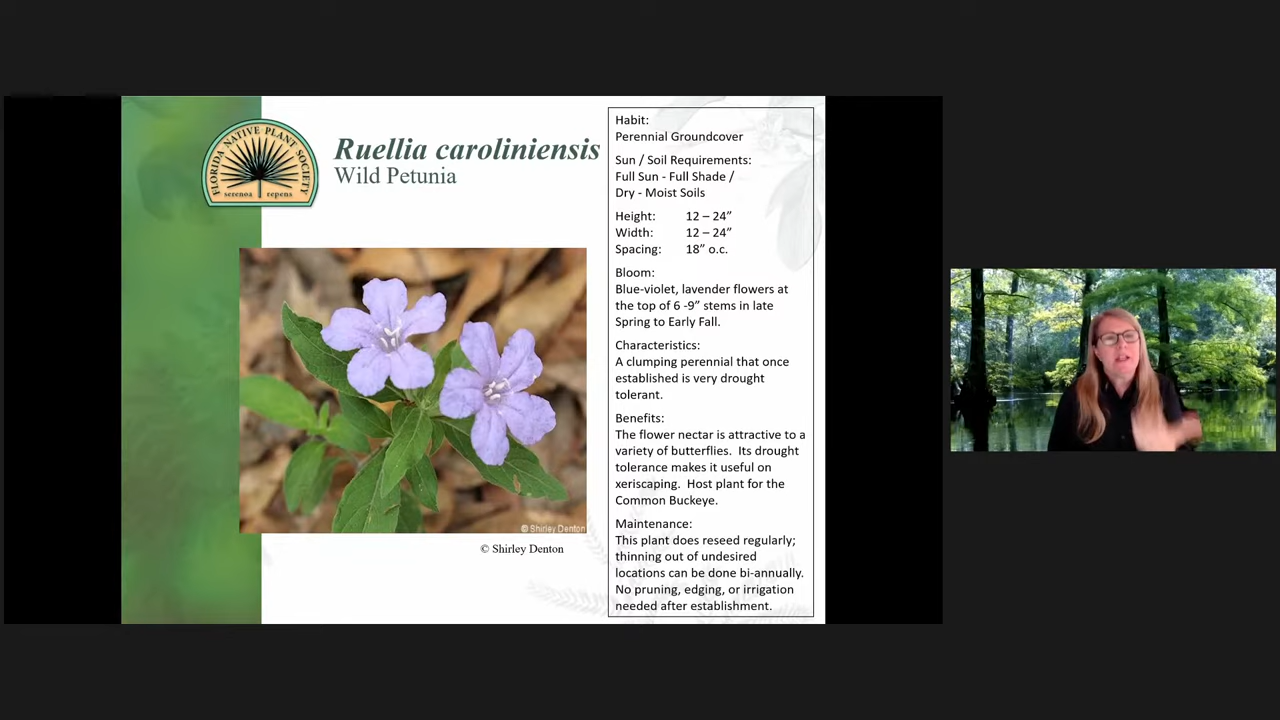 FLORIDA NATIVE PLANT SOCIETY
serenoa repens
Ruellia caroliniensis
Wild Petunia
© Shirley Denton
© Shirley Denton
Habit:
Perennial Groundcover
Sun / Soil Requirements:
Full Sun - Full Shade /
Dry - Moist Soils
Height: 12 – 24”
Width: 12 – 24”
Spacing: 18” o.c.
Bloom:
Blue-violet, lavender flowers at
the top of 6 -9” stems in late
Spring to Early Fall.
Characteristics:
A clumping perennial that once
established is very drought
tolerant.
Benefits:
The flower nectar is attractive to a
variety of butterflies.  Its drought
tolerance makes it useful on
xeriscaping.  Host plant for the
Common Buckeye.
Maintenance:
This plant does reseed regularly;
thinning out of undesired
locations can be done bi-annually.
No pruning, edging, or irrigation
needed after establishment.